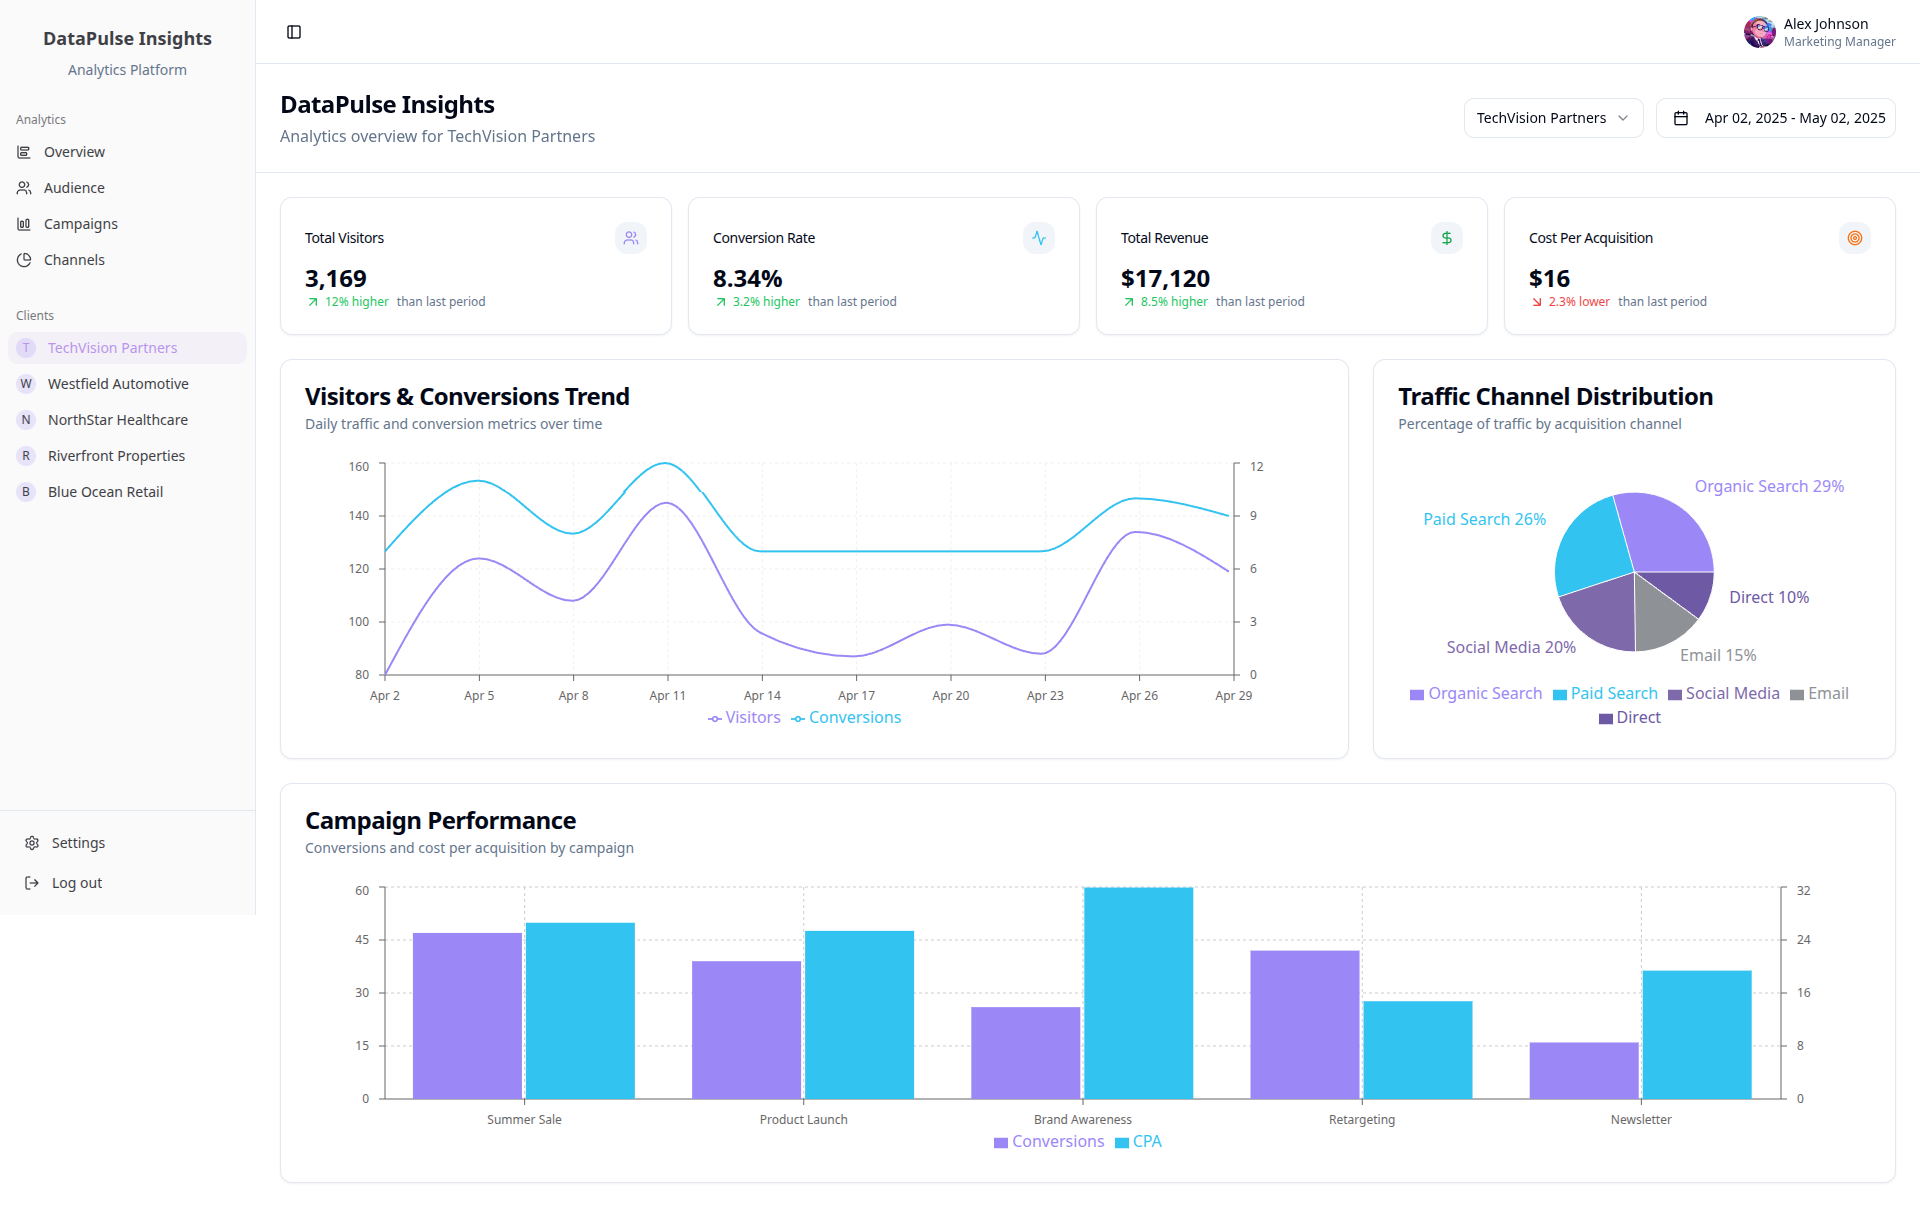 DataPulse Insights
Analytics Platform
Analytics
Overview
Audience
Campaigns
Channels
Clients
T TechVision Partners
W Westfield Automotive
N NorthStar Healthcare
R Riverfront Properties
B Blue Ocean Retail
Settings
Log out
Alex Johnson
Marketing Manager
DataPulse Insights
Analytics overview for TechVision Partners
TechVision Partners
Apr 02, 2025 - May 02, 2025
Total Visitors
3,169
12% higher than last period
Conversion Rate
8.34%
3.2% higher than last period
Total Revenue
$17,120
8.5% higher than last period
Cost Per Acquisition
$16
2.3% lower than last period
Visitors & Conversions Trend
Daily traffic and conversion metrics over time
160
140
120
100
80
12
9
6
3
0
Apr 2 Apr 5 Apr 8 Apr 11 Apr 14 Apr 17 Apr 20 Apr 23 Apr 26 Apr 29
Visitors Conversions
Traffic Channel Distribution
Percentage of traffic by acquisition channel
Organic Search 29%
Paid Search 26%
Direct 10%
Social Media 20%
Email 15%
Organic Search Paid Search Social Media Email
Direct
Campaign Performance
Conversions and cost per acquisition by campaign
60
45
30
15
0
32
24
16
8
0
Summer Sale Product Launch Brand Awareness Retargeting Newsletter
Conversions CPA